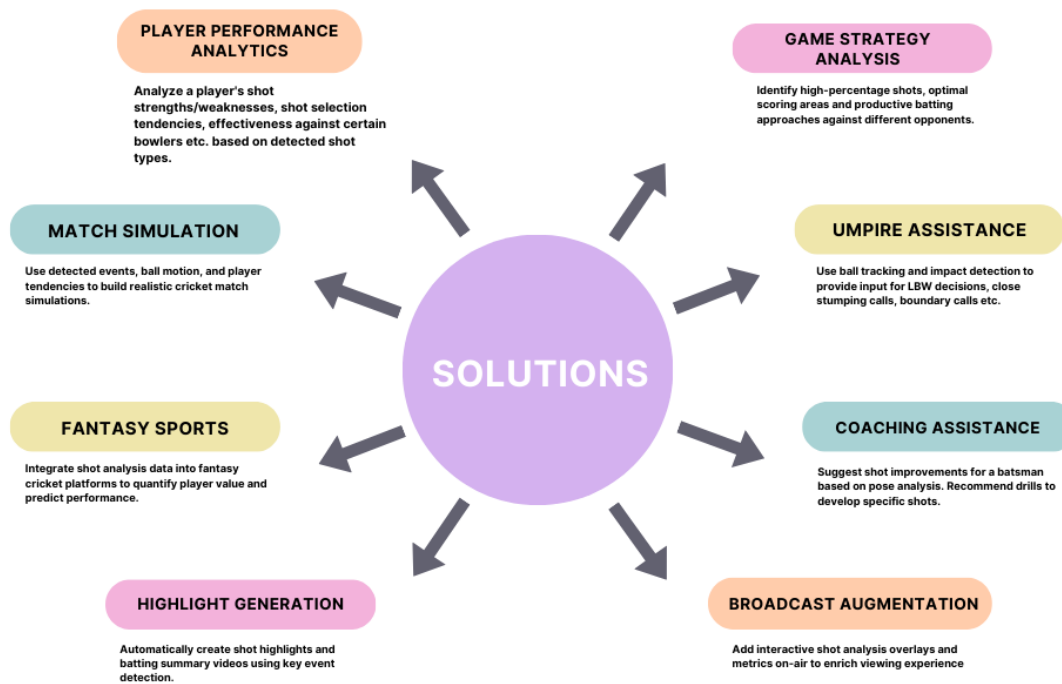 PLAYER PERFORMANCE
ANALYTICS
Analyze a player's shot
strengths/weaknesses, shot selection
tendencies, effectiveness against certain
bowlers etc. based on detected shot
types.
GAME STRATEGY
ANALYSIS
Identify high-percentage shots, optimal
scoring areas and productive batting
approaches against different opponents.
MATCH SIMULATION
Use detected events, ball motion, and player
tendencies to build realistic cricket match
simulations.
UMPIRE ASSISTANCE
Use ball tracking and impact detection to
provide input for LBW decisions, close
stumping calls, boundary calls etc.
SOLUTIONS
FANTASY SPORTS
Integrate shot analysis data into fantasy
cricket platforms to quantify player value and
predict performance.
COACHING ASSISTANCE
Suggest shot improvements for a batsman
based on pose analysis. Recommend drills to
develop specific shots.
HIGHLIGHT GENERATION
Automatically create shot highlights and
batting summary videos using key event
detection.
BROADCAST AUGMENTATION
Add interactive shot analysis overlays and
metrics on-air to enrich viewing experience